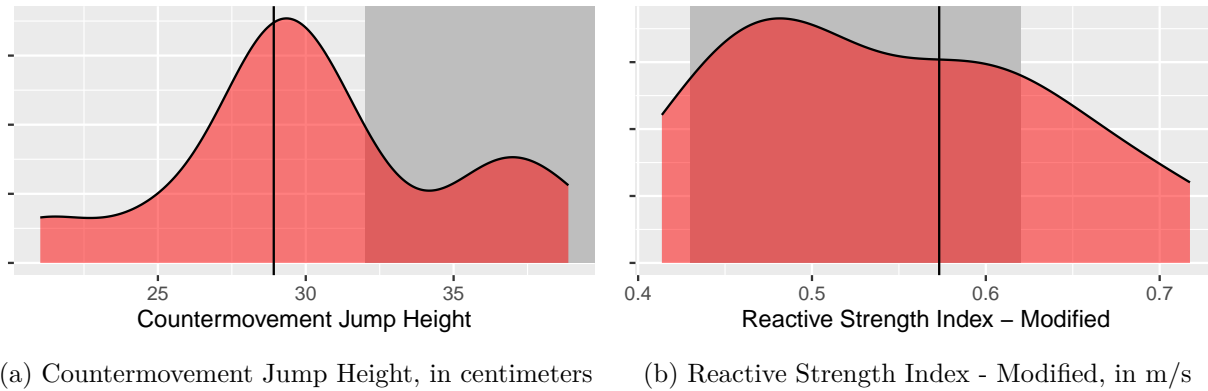 25 30 35
Countermovement Jump Height
(a) Countermovement Jump Height, in centimeters
0.4 0.5 0.6 0.7
Reactive Strength Index – Modified
(b) Reactive Strength Index - Modified, in m/s